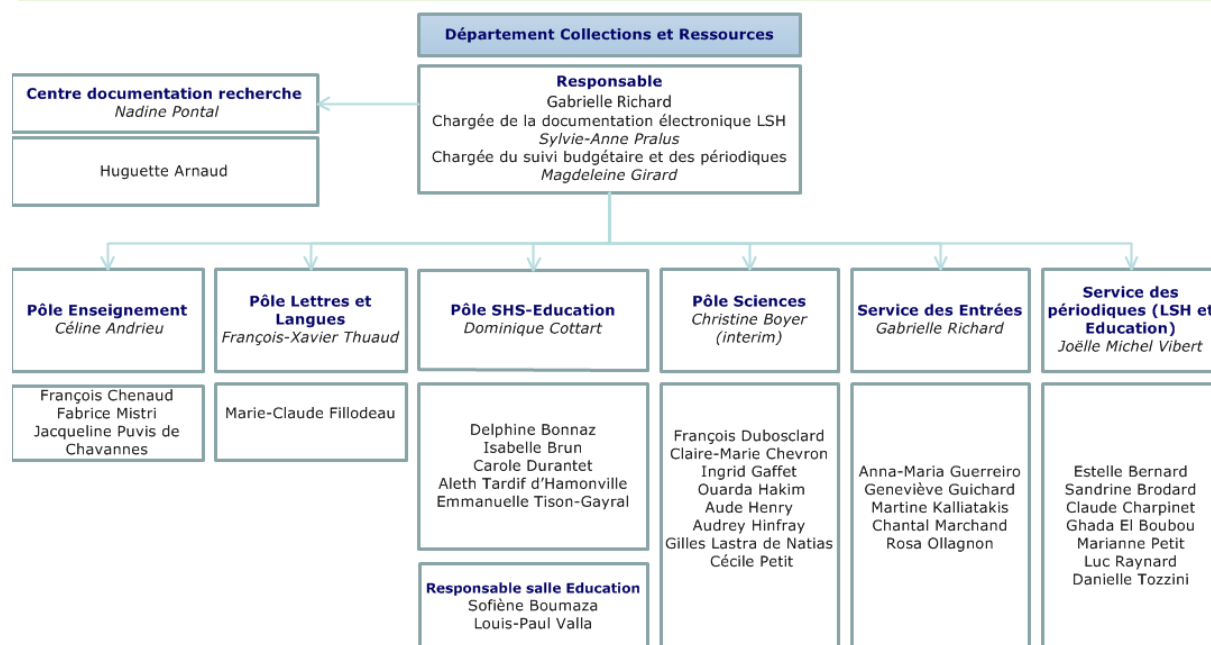 Département Collections et Ressources
Responsable
Gabrielle Richard
Chargée de la documentation électronique LSH
Sylvie-Anne Pralus
Chargée du suivi budgétaire et des périodiques
Magdeleine Girard
Centre documentation recherche
Nadine Pontal
Huguette Arnaud
Pôle Enseignement
Céline Andrieu
François Chenaud
Fabrice Mistri
Jacqueline Puvis de
Chavannes
Pôle Lettres et
Langues
François-Xavier Thuaud
Marie-Claude Fillodeau
Pôle SHS-Education
Dominique Cottart
Delphine Bonnaz
Isabelle Brun
Carole Durantet
Aleth Tardif d'Hamonville
Emmanuelle Tison-Gayral
Responsable salle Education
Sofiène Boumaza
Louis-Paul Valla
Pôle Sciences
Christine Boyer
(interim)
François Dubosclard
Claire-Marie Chevron
Ingrid Gaffet
Ouarda Hakim
Aude Henry
Audrey Hinfray
Gilles Lastra de Natias
Cécile Petit
Service des Entrées
Gabrielle Richard
Anna-Maria Guerreiro
Geneviève Guichard
Martine Kalliatakis
Chantal Marchand
Rosa Ollagnon
Service des
périodiques (LSH et
Education)
Joëlle Michel Vibert
Estelle Bernard
Sandrine Brodard
Claude Charpinet
Ghada El Boubou
Marianne Petit
Luc Raynard
Danielle Tozzini